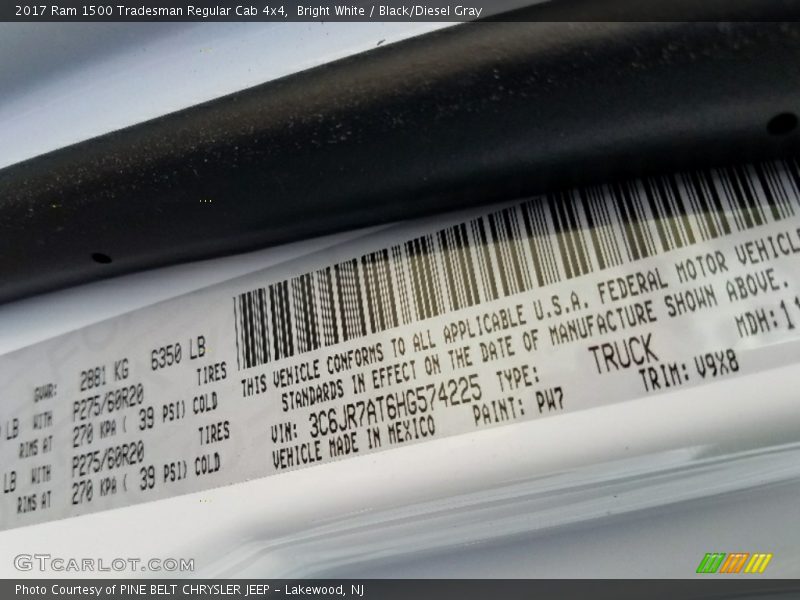 2017 Ram 1500 Tradesman Regular Cab 4x4, Bright White / Black/Diesel Gray
GVWR: 2881 KG 6350 LB
LB WITH P275/60R20 TIRES
RIMS AT 270 KPA ( 39 PSI) COLD
LB WITH P275/60R20 TIRES
RIMS AT 270 KPA ( 39 PSI) COLD
THIS VEHICLE CONFORMS TO ALL APPLICABLE U.S.A. FEDERAL MOTOR VEHICLE
STANDARDS IN EFFECT ON THE DATE OF MANUFACTURE SHOWN ABOVE.
VIN: 3C6JR7AT6HG574225 TYPE: TRUCK MDH: 11
VEHICLE MADE IN MEXICO PAINT: PW7 TRIM: V9X8
GTCARLOT.COM
Photo Courtesy of PINE BELT CHRYSLER JEEP - Lakewood, NJ